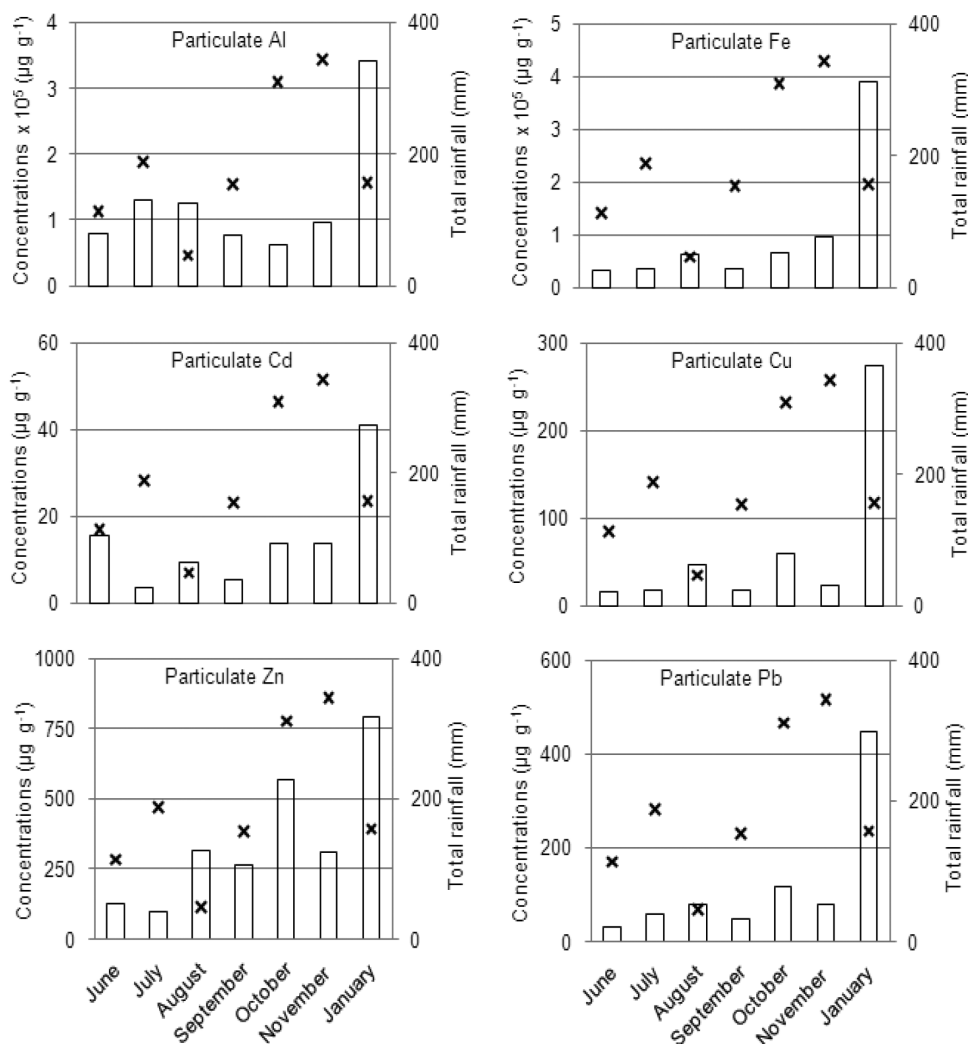 Particulate Al
Concentrations x 10⁵ (µg g⁻¹)
4
3
2
1
0
400
200
0
Total rainfall (mm)
Particulate Fe
Concentrations x 10⁵ (µg g⁻¹)
5
4
3
2
1
0
400
200
0
Total rainfall (mm)
Particulate Cd
Concentrations (µg g⁻¹)
60
40
20
0
400
200
0
Total rainfall (mm)
Particulate Cu
Concentrations (µg g⁻¹)
300
200
100
0
400
200
0
Total rainfall (mm)
Particulate Zn
Concentrations (µg g⁻¹)
1000
750
500
250
0
400
200
0
Total rainfall (mm)
June
July
August
September
October
November
January
Particulate Pb
Concentrations (µg g⁻¹)
600
400
200
0
400
200
0
Total rainfall (mm)
June
July
August
September
October
November
January